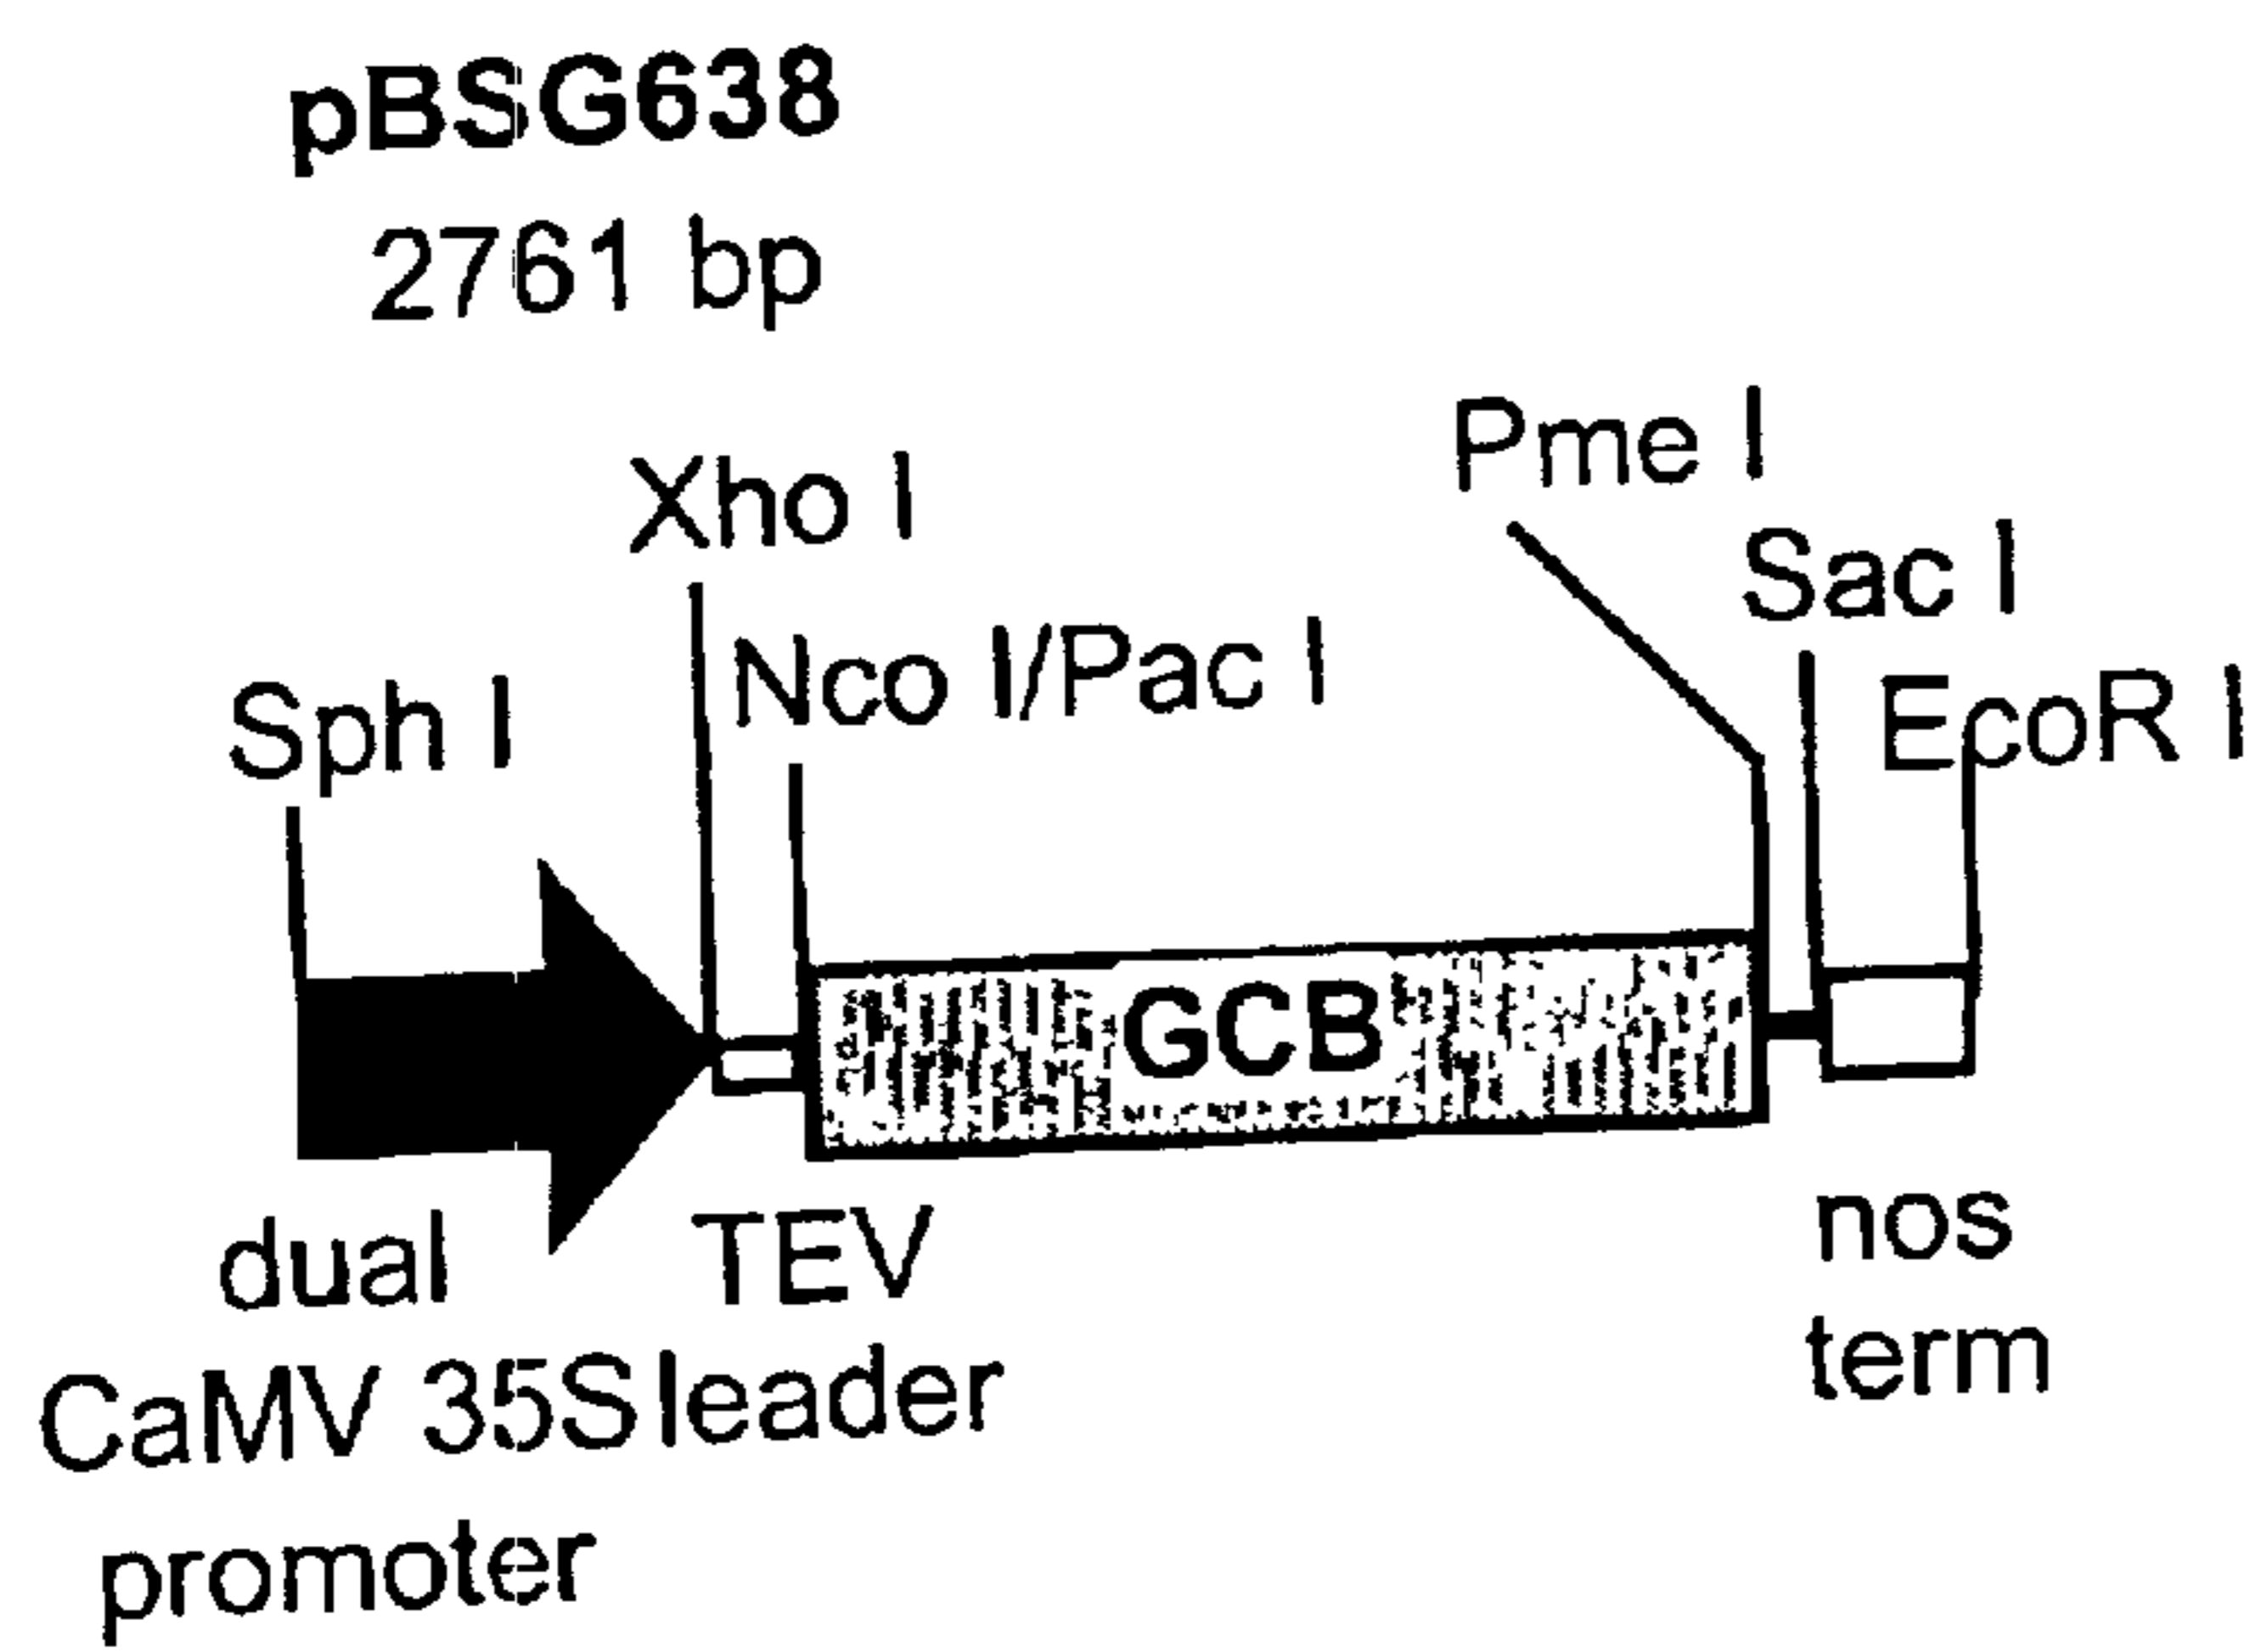 pBSG638
2761 bp
Pme I
Xho I
Sac I
Nco I/Pac I
EcoR I
Sph I
GCB
dual
CaMV 35S
promoter
TEV
leader
nos
term